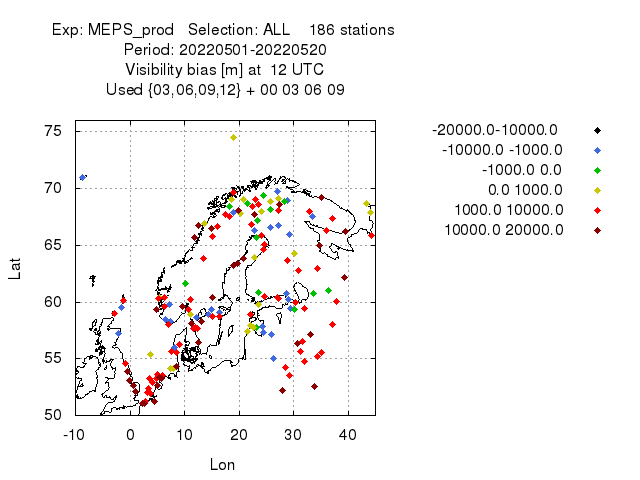 Exp: MEPS_prod   Selection: ALL    186 stations
Period: 20220501-20220520
Visibility bias [m] at  12 UTC
Used {03,06,09,12} + 00 03 06 09
-20000.0-10000.0
-10000.0 -1000.0
-1000.0 0.0
0.0 1000.0
1000.0 10000.0
10000.0 20000.0
75
70
65
60
55
50
Lat
-10 0 10 20 30 40
Lon